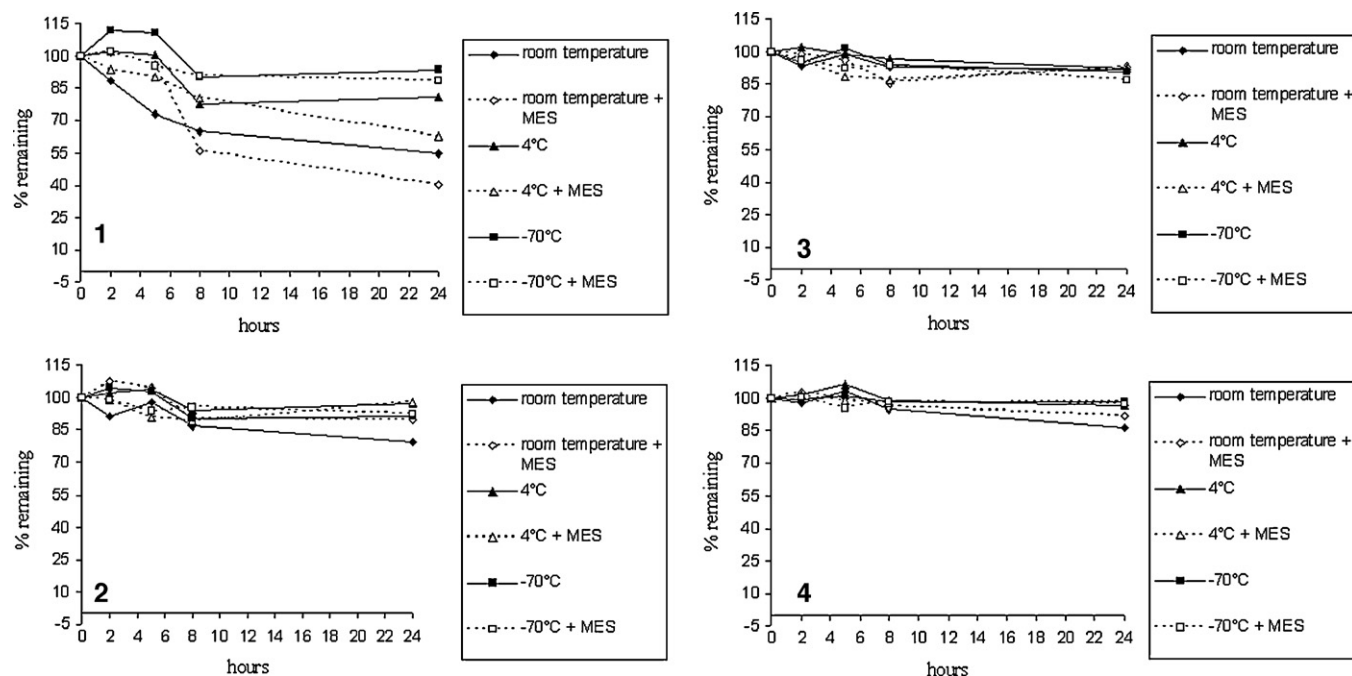 115
100
85
70
55
40
25
10
-5
% remaining
1
0 2 4 6 8 10 12 14 16 18 20 22 24
hours
room temperature
room temperature +
MES
4°C
4°C + MES
-70°C
-70°C + MES
115
100
85
70
55
40
25
10
-5
% remaining
2
0 2 4 6 8 10 12 14 16 18 20 22 24
hours
room temperature
room temperature +
MES
4°C
4°C + MES
-70°C
-70°C + MES
115
100
85
70
55
40
25
10
-5
% remaining
3
0 2 4 6 8 10 12 14 16 18 20 22 24
hours
room temperature
room temperature +
MES
4°C
4°C + MES
-70°C
-70°C + MES
115
100
85
70
55
40
25
10
-5
% remaining
4
0 2 4 6 8 10 12 14 16 18 20 22 24
hours
room temperature
room temperature +
MES
4°C
4°C + MES
-70°C
-70°C + MES